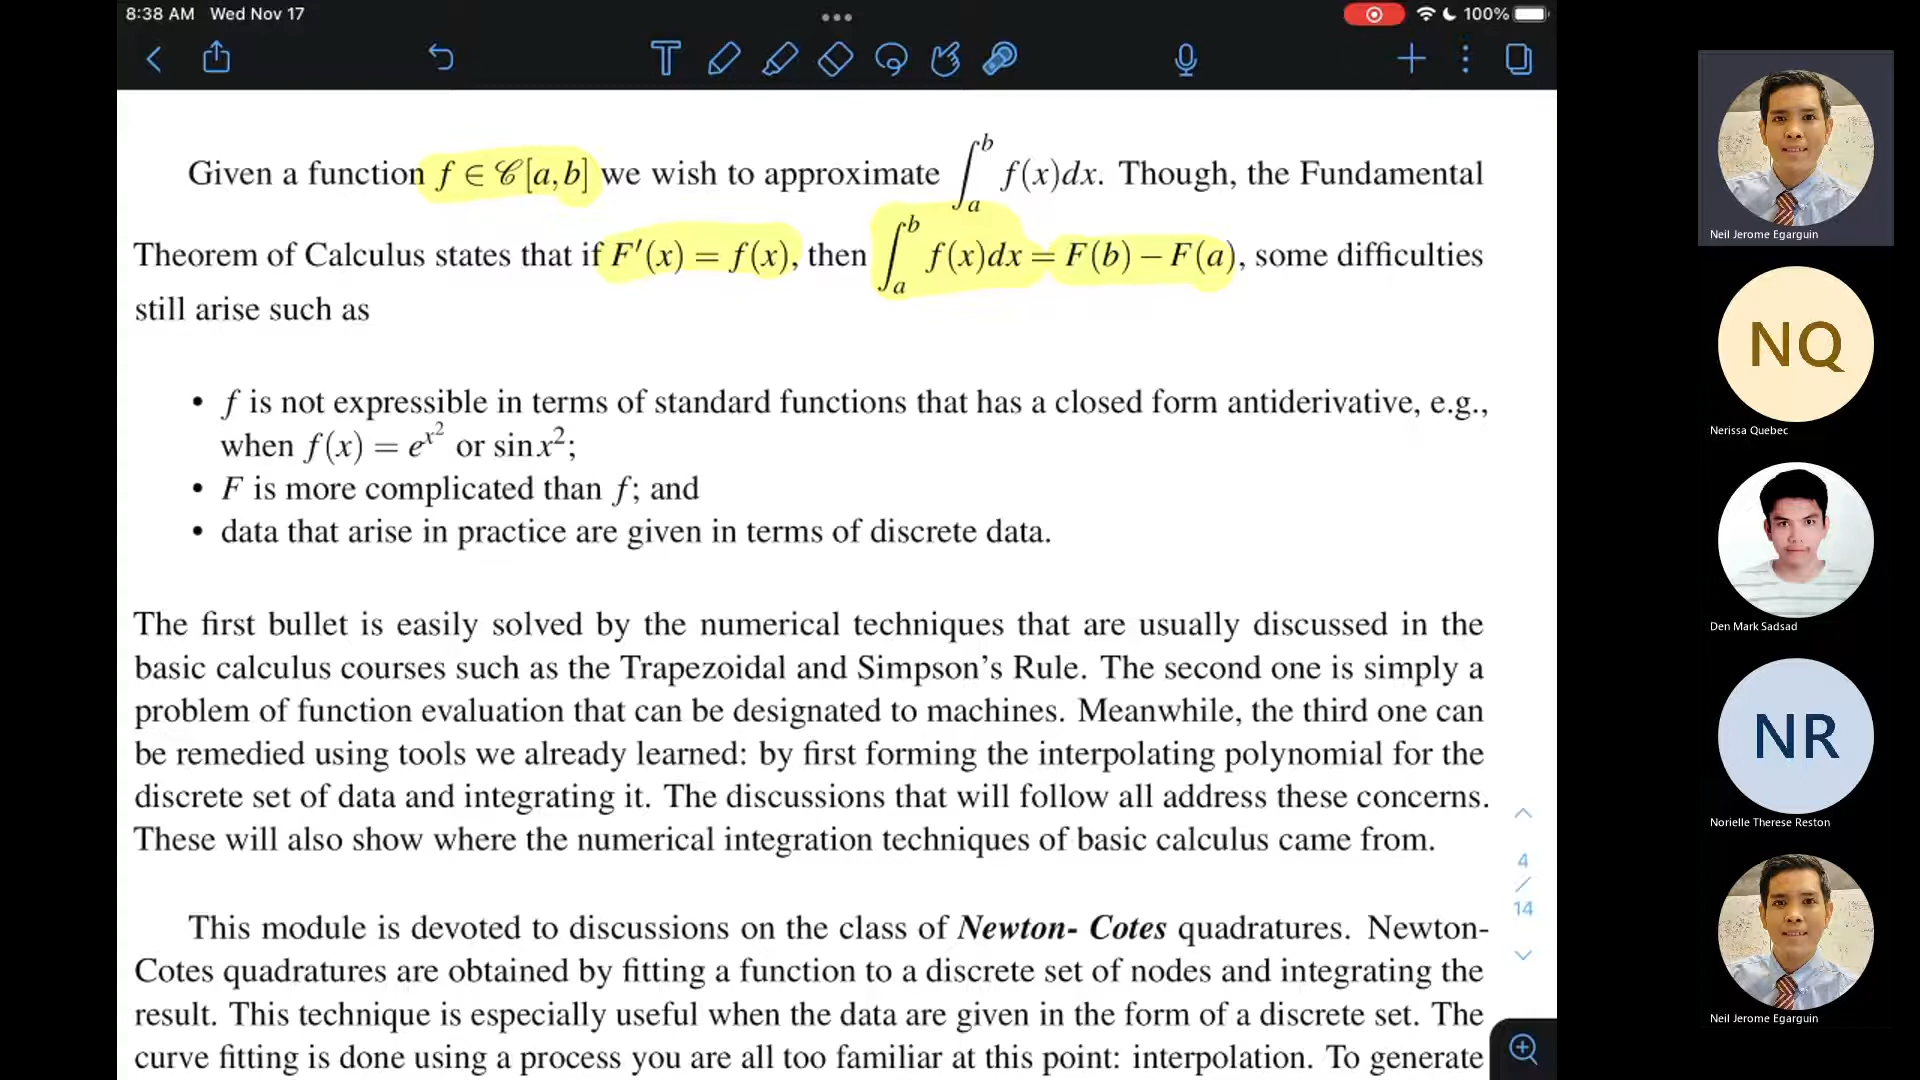 8:38 AM Wed Nov 17
100%
Given a function f ∈ 𝒞[a,b] we wish to approximate ∫_a^b f(x)dx. Though, the Fundamental
Theorem of Calculus states that if F′(x) = f(x), then ∫_a^b f(x)dx = F(b) − F(a), some difficulties
still arise such as
• f is not expressible in terms of standard functions that has a closed form antiderivative, e.g.,
when f(x) = e^{x^2} or sin x^2;
• F is more complicated than f; and
• data that arise in practice are given in terms of discrete data.
The first bullet is easily solved by the numerical techniques that are usually discussed in the
basic calculus courses such as the Trapezoidal and Simpson's Rule. The second one is simply a
problem of function evaluation that can be designated to machines. Meanwhile, the third one can
be remedied using tools we already learned: by first forming the interpolating polynomial for the
discrete set of data and integrating it. The discussions that will follow all address these concerns.
These will also show where the numerical integration techniques of basic calculus came from.
This module is devoted to discussions on the class of Newton- Cotes quadratures. Newton-
Cotes quadratures are obtained by fitting a function to a discrete set of nodes and integrating the
result. This technique is especially useful when the data are given in the form of a discrete set. The
curve fitting is done using a process you are all too familiar at this point: interpolation. To generate
4
/
14
Neil Jerome Egarguin
NQ
Nerissa Quebec
Den Mark Sadsad
NR
Norielle Therese Reston
Neil Jerome Egarguin